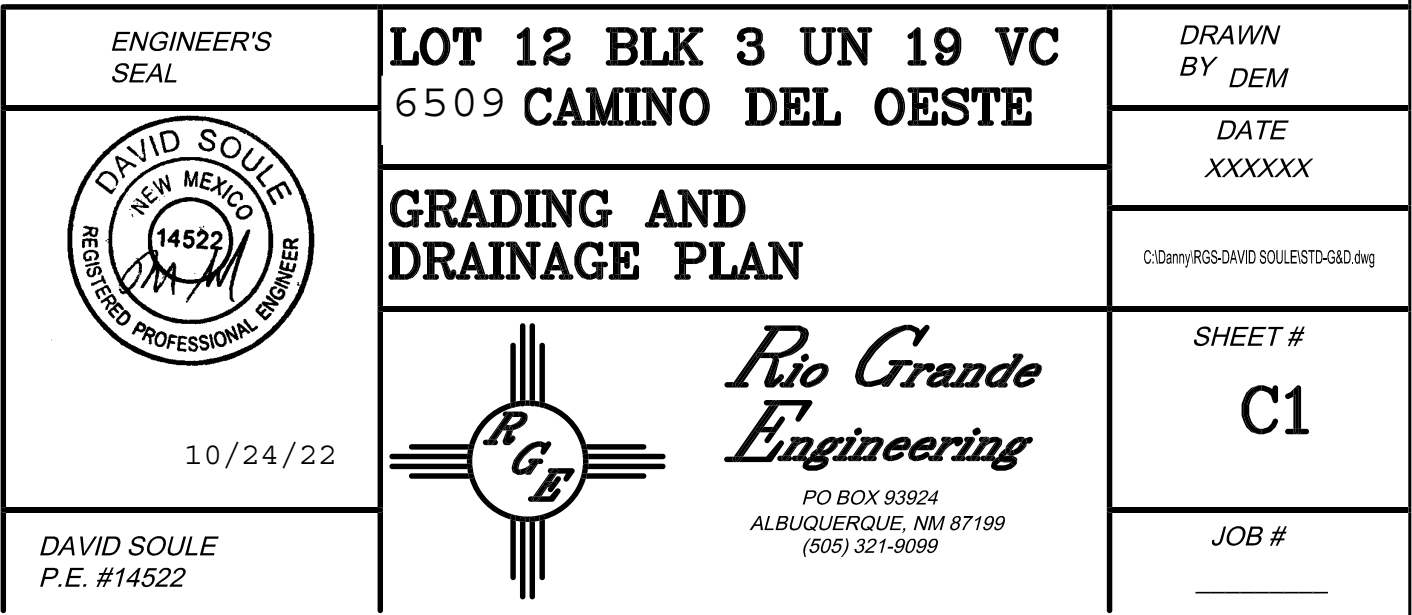 ENGINEER'S
SEAL
DAVID SOULE
NEW MEXICO
14522
REGISTERED PROFESSIONAL ENGINEER
10/24/22
DAVID SOULE
P.E. #14522
LOT 12 BLK 3 UN 19 VC
6509 CAMINO DEL OESTE
GRADING AND
DRAINAGE PLAN
RGE
Rio Grande
Engineering
PO BOX 93924
ALBUQUERQUE, NM 87199
(505) 321-9099
DRAWN
BY DEM
DATE
XXXXXX
C:\Danny\RGS-DAVID SOULE\STD-G&D.dwg
SHEET #
C1
JOB #